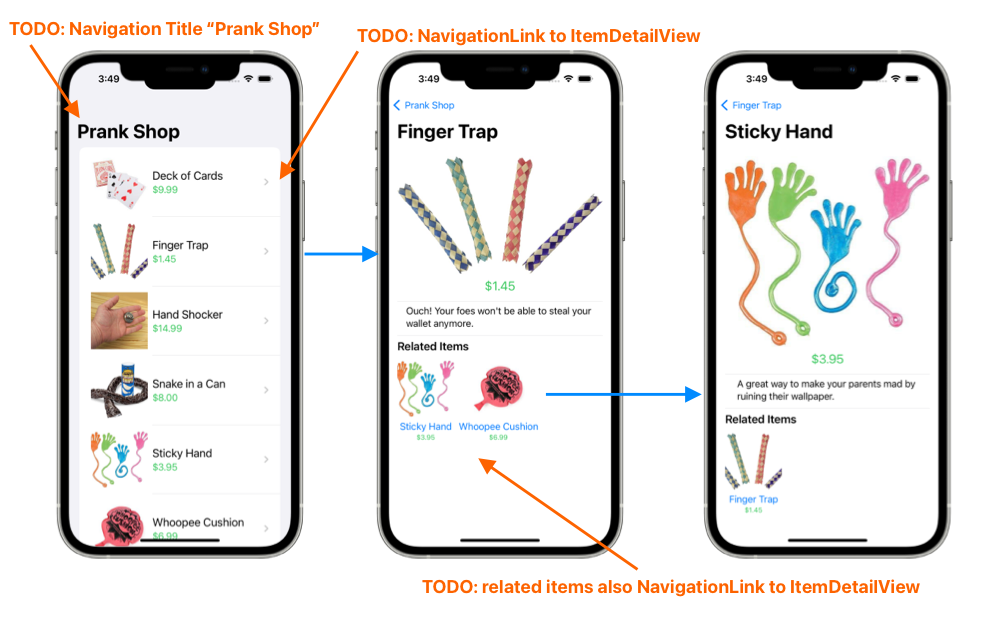 TODO: Navigation Title “Prank Shop”
TODO: NavigationLink to ItemDetailView
3:49
Prank Shop
Deck of Cards
$9.99
Finger Trap
$1.45
Hand Shocker
$14.99
Snake in a Can
$8.00
Sticky Hand
$3.95
Whoopee Cushion
$6.99
3:49
Prank Shop
Finger Trap
$1.45
Ouch! Your foes won't be able to steal your
wallet anymore.
Related Items
Sticky Hand
$3.95
Whoopee Cushion
$6.99
3:49
Finger Trap
Sticky Hand
$3.95
A great way to make your parents mad by
ruining their wallpaper.
Related Items
Finger Trap
$1.45
TODO: related items also NavigationLink to ItemDetailView